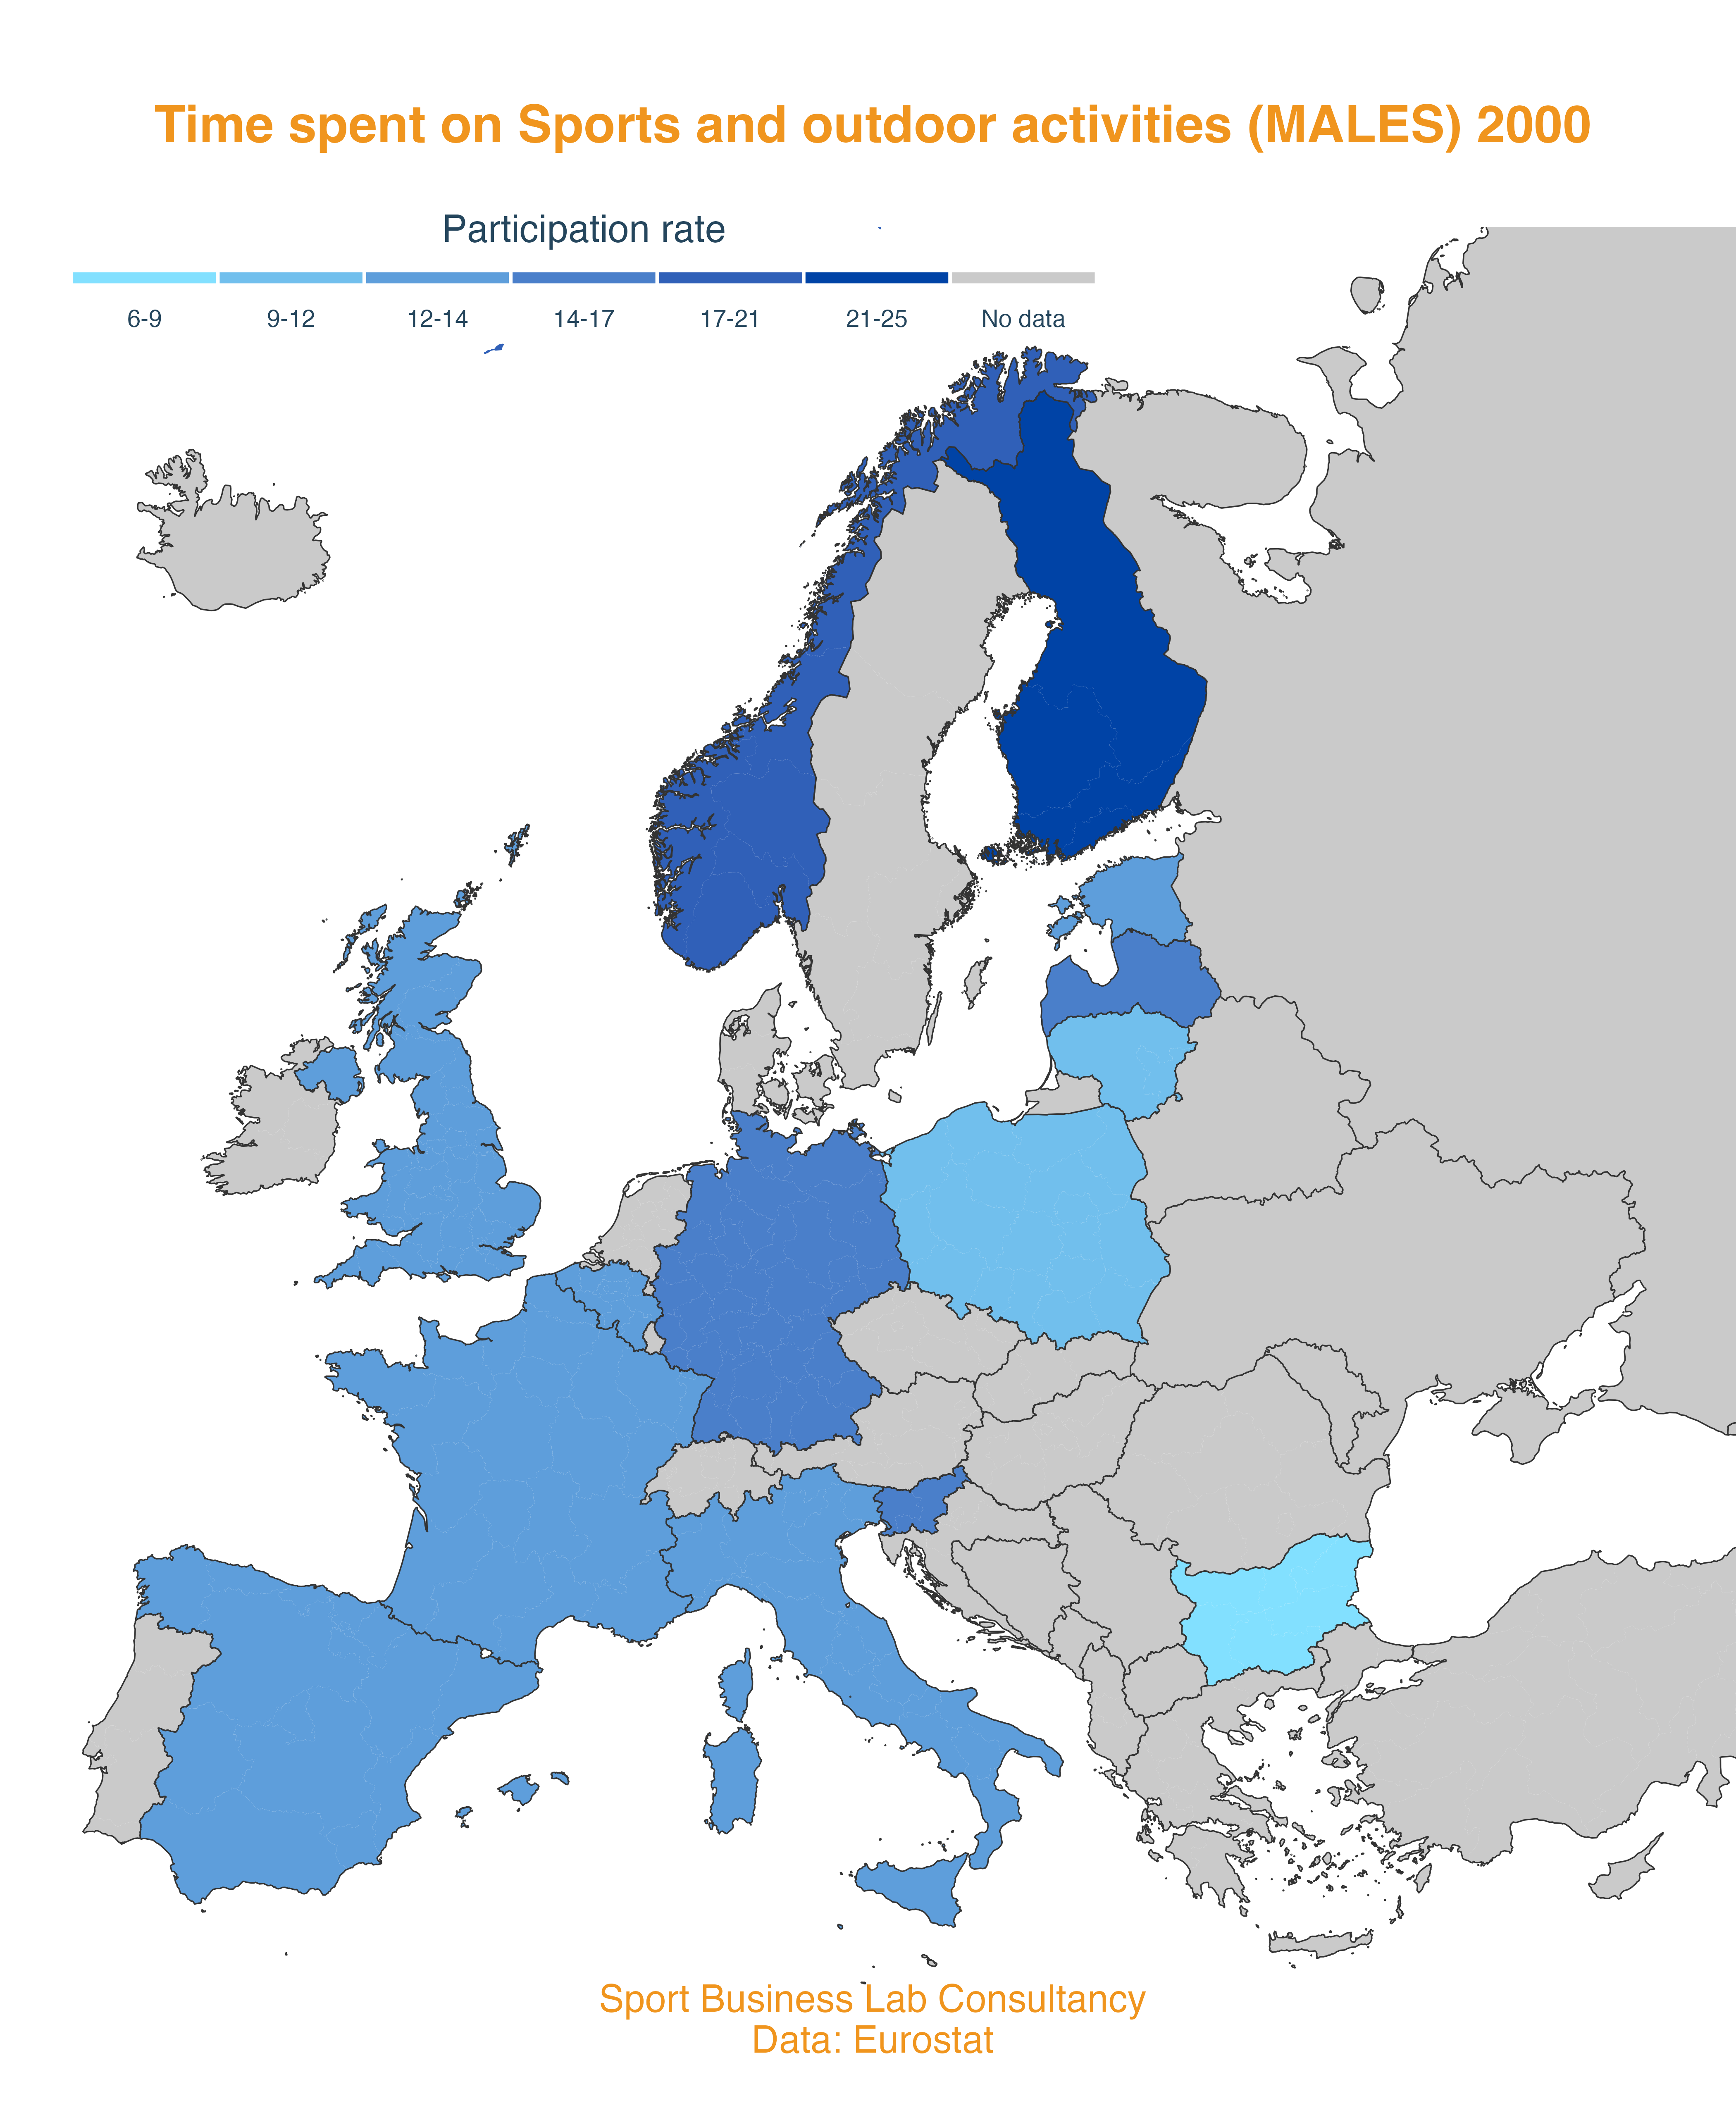 Time spent on Sports and outdoor activities (MALES) 2000
Participation rate
6-9 9-12 12-14 14-17 17-21 21-25 No data
Sport Business Lab Consultancy
Data: Eurostat